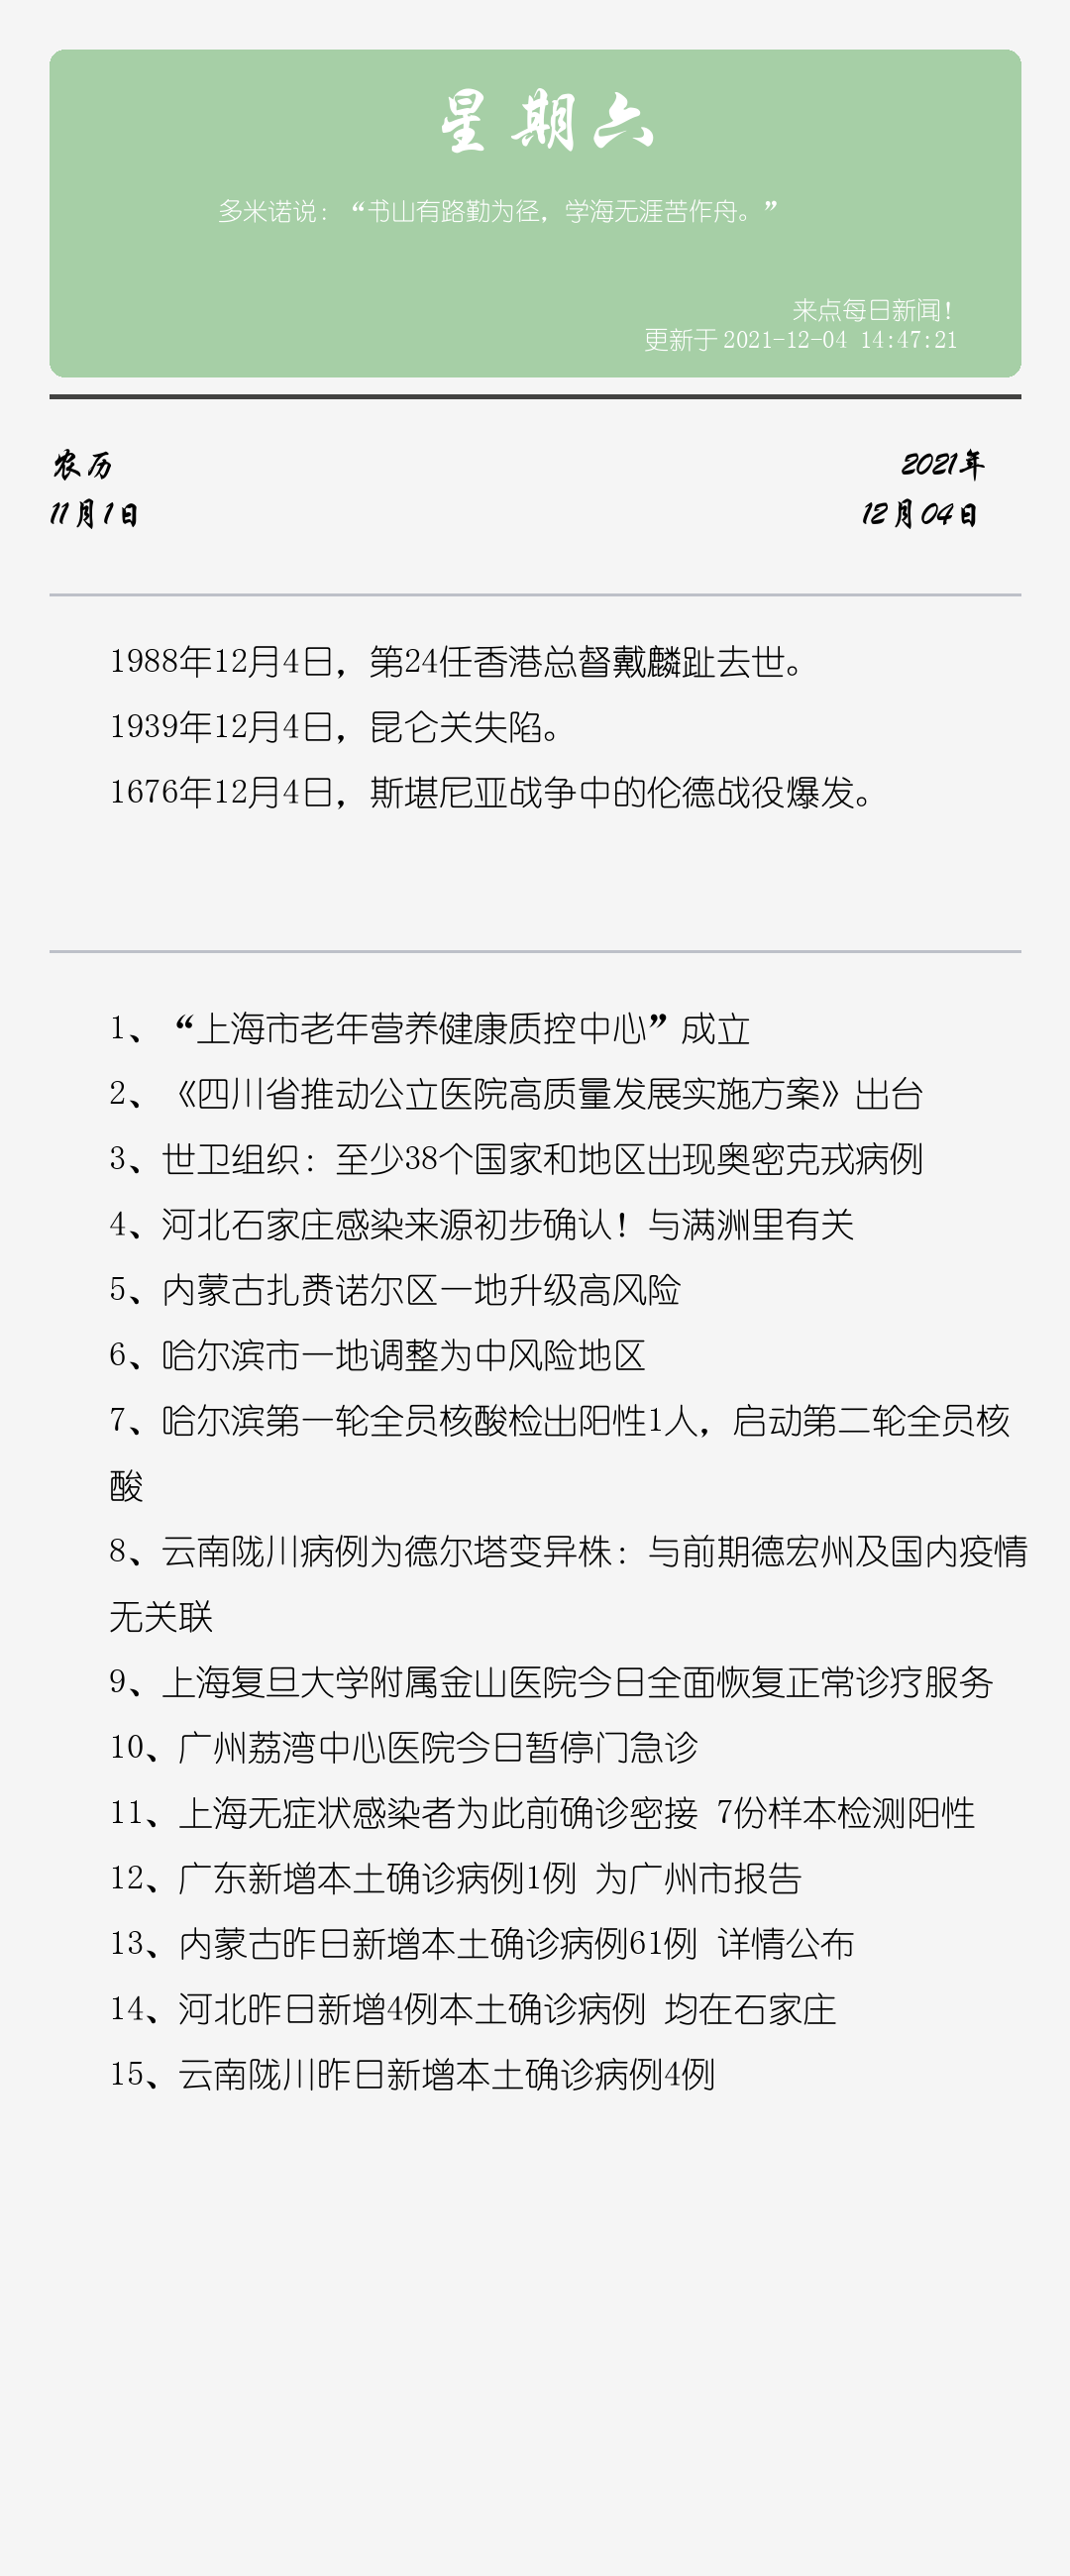 星期六
多米诺说：“书山有路勤为径，学海无涯苦作舟。”
来点每日新闻！
更新于2021-12-04 14:47:21
农历
2021年
11月1日
12月04日
1988年12月4日，第24任香港总督戴麟趾去世。
1939年12月4日，昆仑关失陷。
1676年12月4日，斯堪尼亚战争中的伦德战役爆发。
1、“上海市老年营养健康质控中心”成立
2、《四川省推动公立医院高质量发展实施方案》出台
3、世卫组织：至少38个国家和地区出现奥密克戎病例
4、河北石家庄感染来源初步确认！与满洲里有关
5、内蒙古扎赉诺尔区一地升级高风险
6、哈尔滨市一地调整为中风险地区
7、哈尔滨第一轮全员核酸检出阳性1人，启动第二轮全员核
酸
8、云南陇川病例为德尔塔变异株：与前期德宏州及国内疫情
无关联
9、上海复旦大学附属金山医院今日全面恢复正常诊疗服务
10、广州荔湾中心医院今日暂停门急诊
11、上海无症状感染者为此前确诊密接 7份样本检测阳性
12、广东新增本土确诊病例1例 为广州市报告
13、内蒙古昨日新增本土确诊病例61例 详情公布
14、河北昨日新增4例本土确诊病例 均在石家庄
15、云南陇川昨日新增本土确诊病例4例